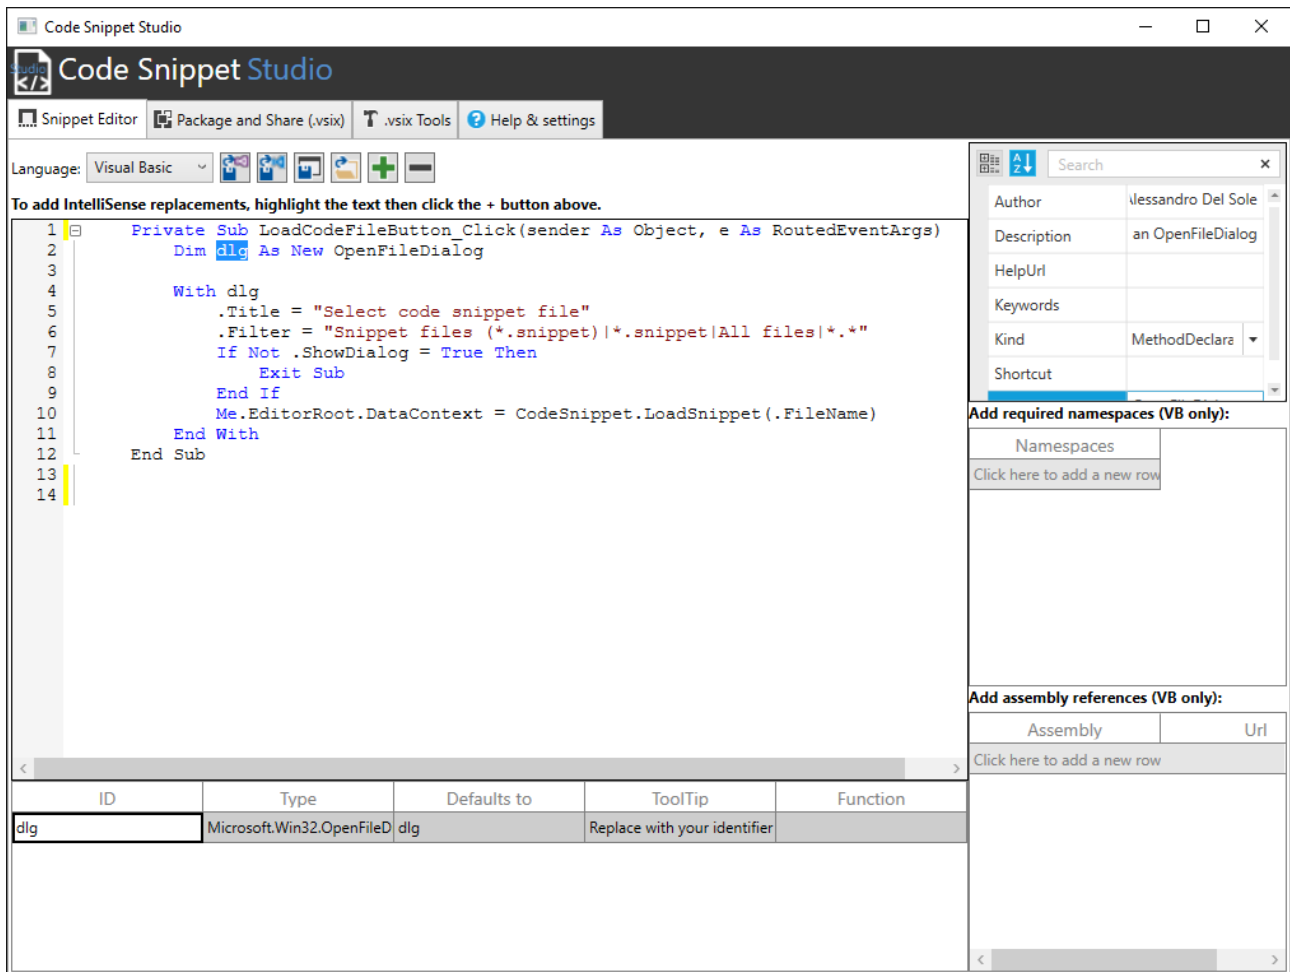 Code Snippet Studio
Studio
Code Snippet Studio
Snippet Editor
Package and Share (.vsix)
.vsix Tools
Help & settings
Language: Visual Basic
To add IntelliSense replacements, highlight the text then click the + button above.
1 Private Sub LoadCodeFileButton_Click(sender As Object, e As RoutedEventArgs)
2 Dim dlg As New OpenFileDialog
3
4 With dlg
5 .Title = "Select code snippet file"
6 .Filter = "Snippet files (*.snippet)|*.snippet|All files|*.*"
7 If Not .ShowDialog = True Then
8 Exit Sub
9 End If
10 Me.EditorRoot.DataContext = CodeSnippet.LoadSnippet(.FileName)
11 End With
12 End Sub
13
14
ID Type Defaults to ToolTip Function
dlg Microsoft.Win32.OpenFileD dlg Replace with your identifier
A Z Search
Author lessandro Del Sole
Description an OpenFileDialog
HelpUrl
Keywords
Kind MethodDeclara
Shortcut
Add required namespaces (VB only):
Namespaces
Click here to add a new row
Add assembly references (VB only):
Assembly Url
Click here to add a new row